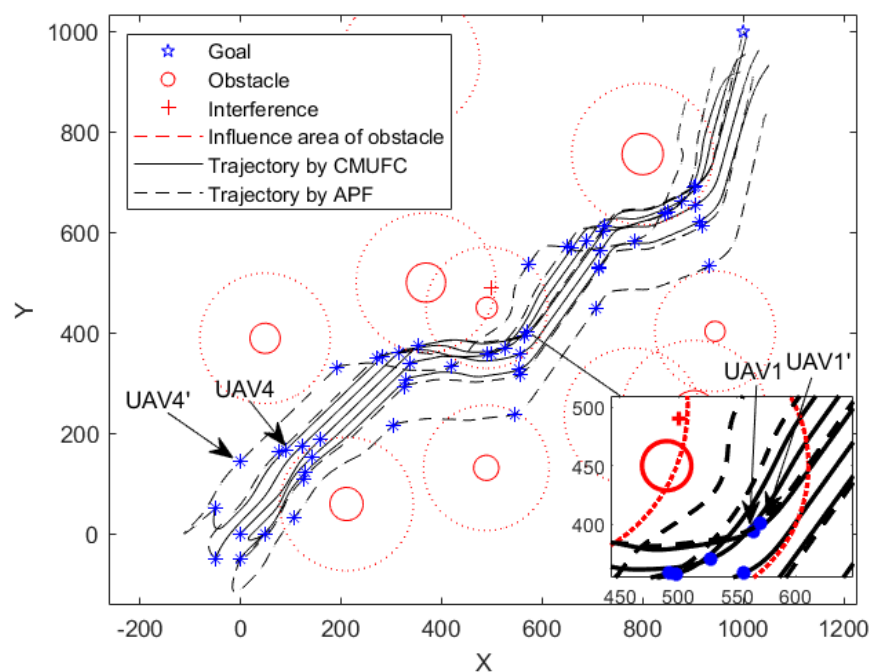 1000
800
600
400
200
0
Y
Goal
Obstacle
Interference
Influence area of obstacle
Trajectory by CMUFC
Trajectory by APF
UAV4'
UAV4
UAV1
UAV1'
500
450
400
450
500
550
600
-200
0
200
400
600
800
1000
1200
X